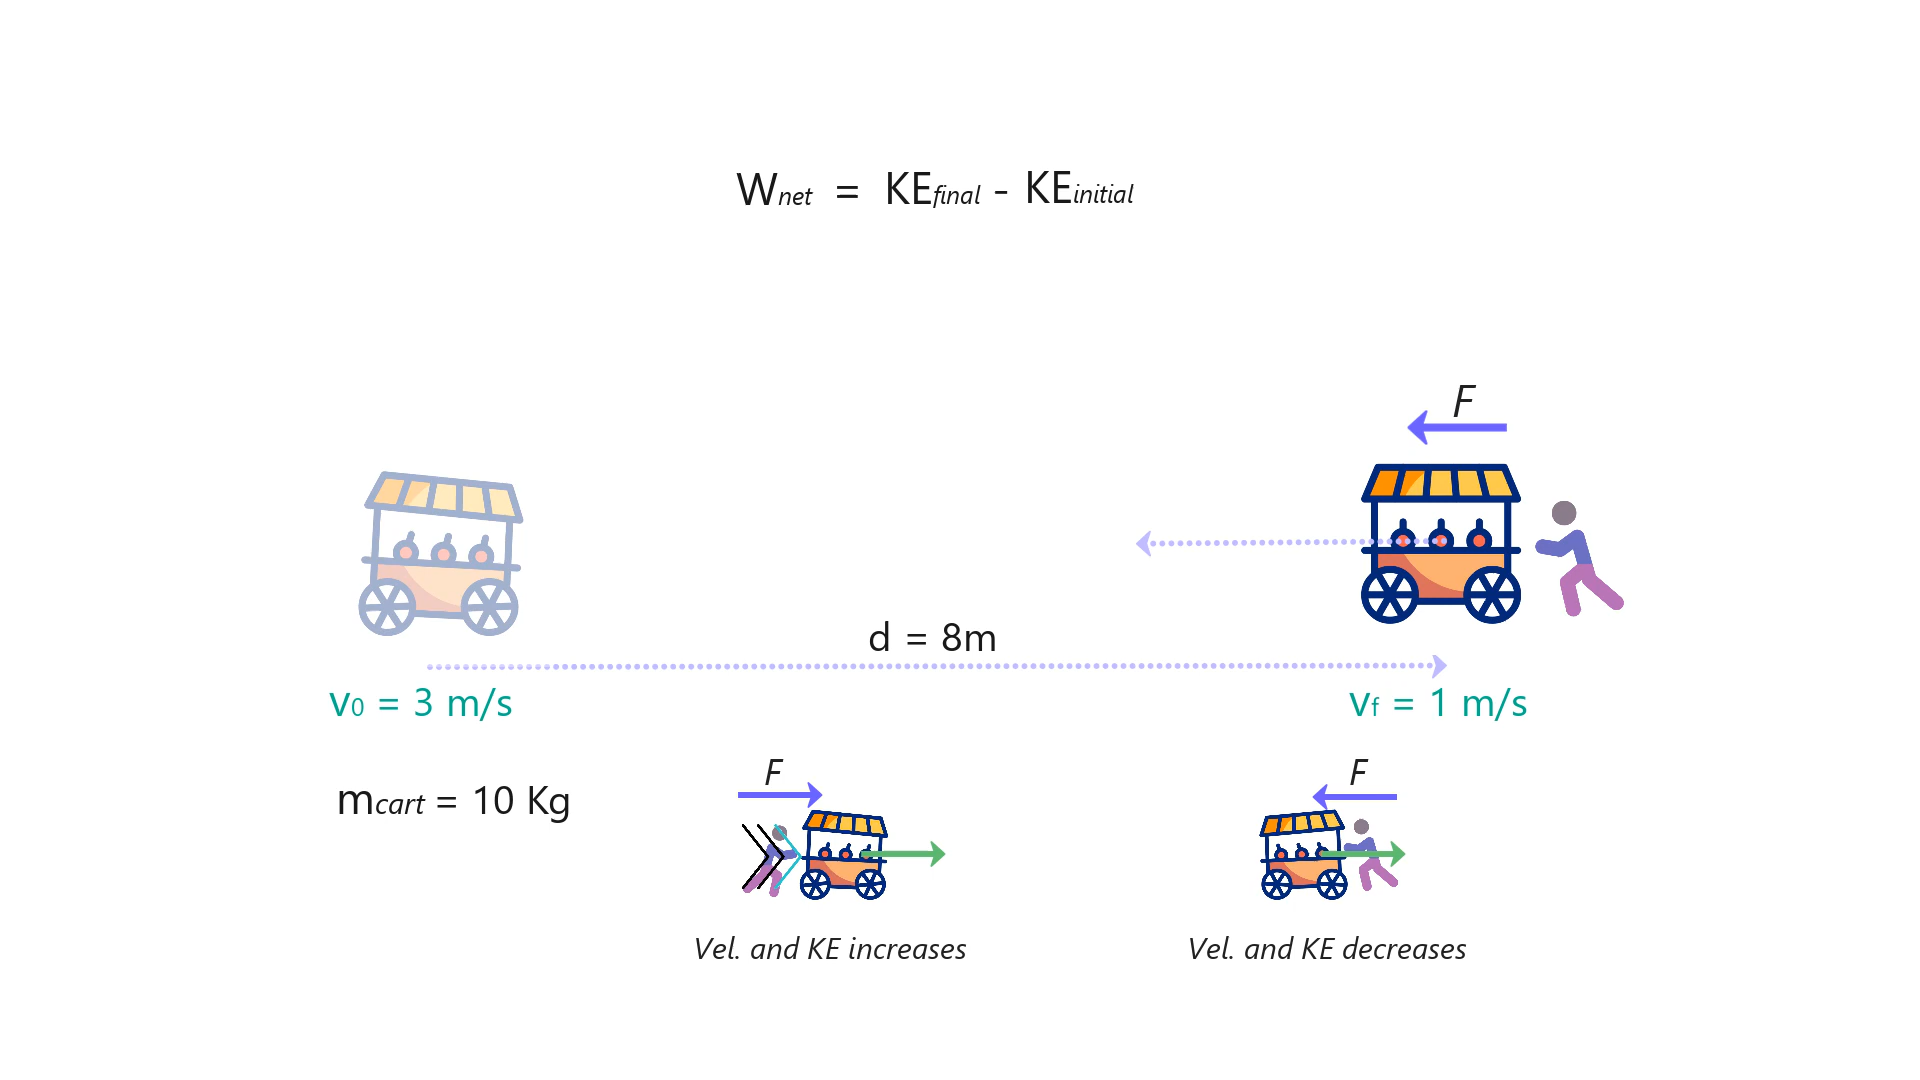 Wnet = KEfinal - KEinitial
F
d = 8m
v0 = 3 m/s
vf = 1 m/s
mcart = 10 Kg
F
F
Vel. and KE increases
Vel. and KE decreases